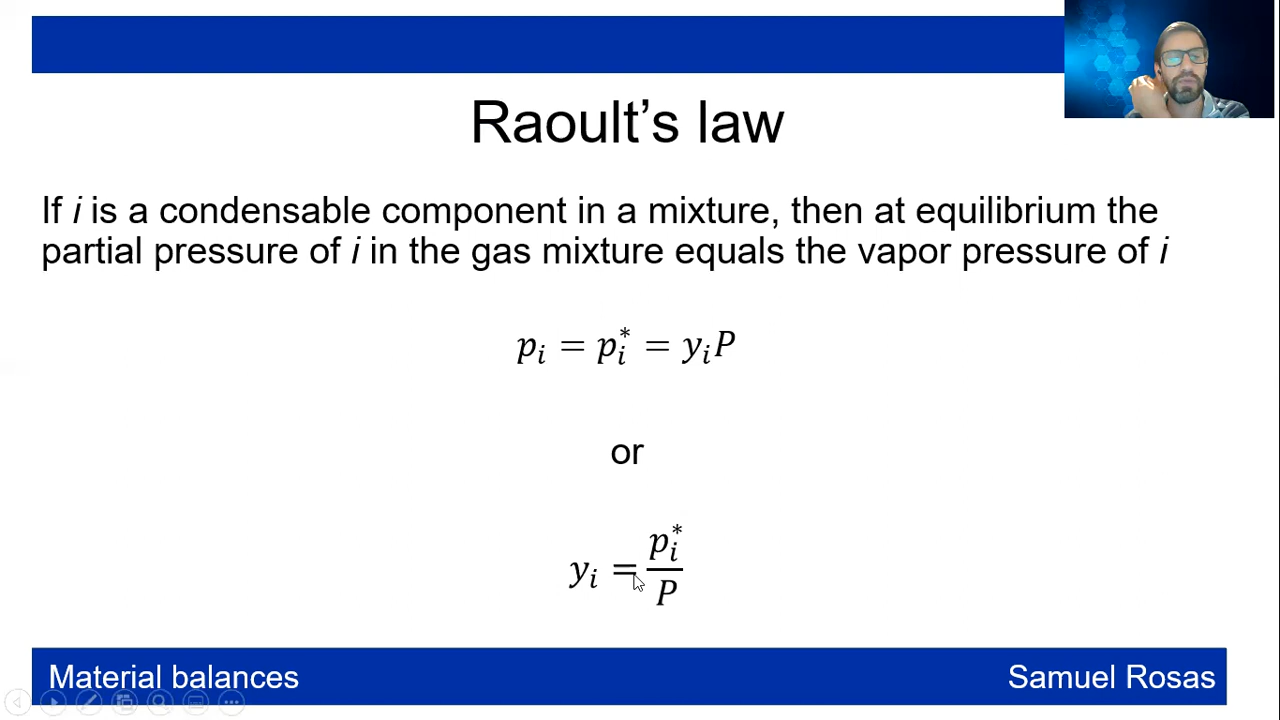 Raoult’s law
If i is a condensable component in a mixture, then at equilibrium the
partial pressure of i in the gas mixture equals the vapor pressure of i
$p_i = p_i^* = y_i P$
or
$y_i = \frac{p_i^*}{P}$
Material balances
Samuel Rosas